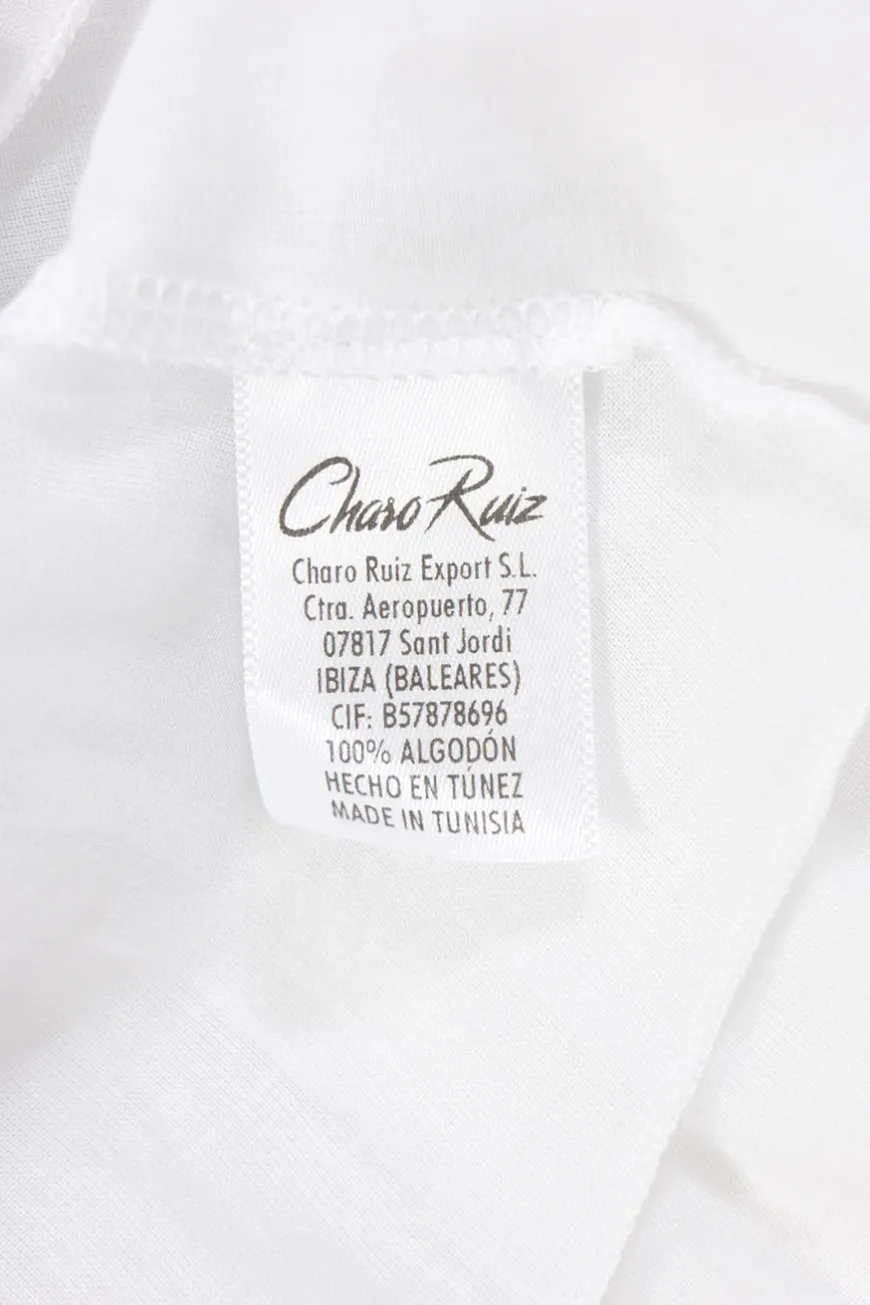 Charo Ruiz
Charo Ruiz Export S.L.
Ctra. Aeropuerto, 77
07817 Sant Jordi
IBIZA (BALEARES)
CIF: B57878696
100% ALGODÓN
HECHO EN TÚNEZ
MADE IN TUNISIA